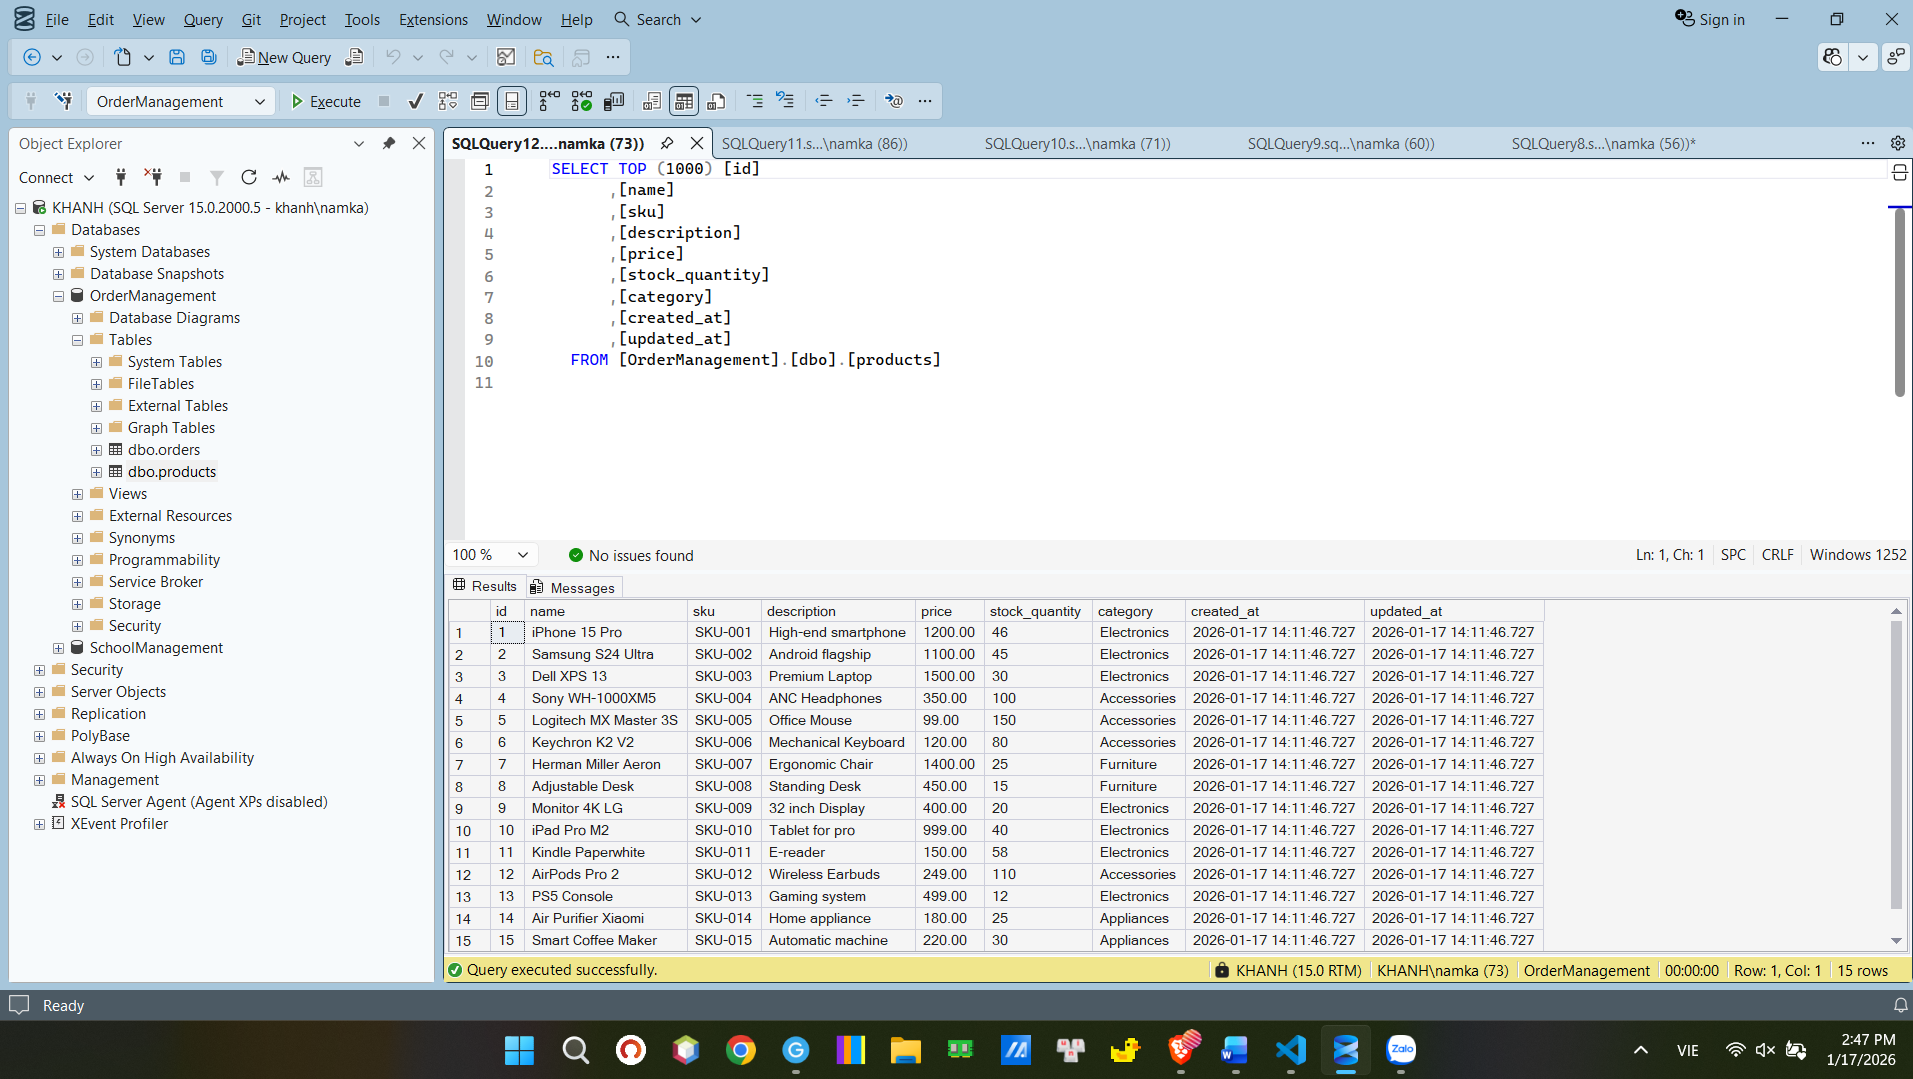 File Edit View Query Git Project Tools Extensions Window Help Search Sign in
New Query
OrderManagement Execute
Object Explorer
Connect
KHANH (SQL Server 15.0.2000.5 - khanh\namka)
Databases
System Databases
Database Snapshots
OrderManagement
Database Diagrams
Tables
System Tables
FileTables
External Tables
Graph Tables
dbo.orders
dbo.products
Views
External Resources
Synonyms
Programmability
Service Broker
Storage
Security
SchoolManagement
Security
Server Objects
Replication
PolyBase
Always On High Availability
Management
SQL Server Agent (Agent XPs disabled)
XEvent Profiler
SQLQuery12....namka (73)) SQLQuery11.s...\namka (86)) SQLQuery10.s...\namka (71)) SQLQuery9.sq...\namka (60)) SQLQuery8.s...\namka (56))*
1 SELECT TOP (1000) [id]
2 ,[name]
3 ,[sku]
4 ,[description]
5 ,[price]
6 ,[stock_quantity]
7 ,[category]
8 ,[created_at]
9 ,[updated_at]
10 FROM [OrderManagement].[dbo].[products]
11
100 % No issues found Ln: 1, Ch: 1 SPC CRLF Windows 1252
Results Messages
id name sku description price stock_quantity category created_at updated_at
1 1 iPhone 15 Pro SKU-001 High-end smartphone 1200.00 46 Electronics 2026-01-17 14:11:46.727 2026-01-17 14:11:46.727
2 2 Samsung S24 Ultra SKU-002 Android flagship 1100.00 45 Electronics 2026-01-17 14:11:46.727 2026-01-17 14:11:46.727
3 3 Dell XPS 13 SKU-003 Premium Laptop 1500.00 30 Electronics 2026-01-17 14:11:46.727 2026-01-17 14:11:46.727
4 4 Sony WH-1000XM5 SKU-004 ANC Headphones 350.00 100 Accessories 2026-01-17 14:11:46.727 2026-01-17 14:11:46.727
5 5 Logitech MX Master 3S SKU-005 Office Mouse 99.00 150 Accessories 2026-01-17 14:11:46.727 2026-01-17 14:11:46.727
6 6 Keychron K2 V2 SKU-006 Mechanical Keyboard 120.00 80 Accessories 2026-01-17 14:11:46.727 2026-01-17 14:11:46.727
7 7 Herman Miller Aeron SKU-007 Ergonomic Chair 1400.00 25 Furniture 2026-01-17 14:11:46.727 2026-01-17 14:11:46.727
8 8 Adjustable Desk SKU-008 Standing Desk 450.00 15 Furniture 2026-01-17 14:11:46.727 2026-01-17 14:11:46.727
9 9 Monitor 4K LG SKU-009 32 inch Display 400.00 20 Electronics 2026-01-17 14:11:46.727 2026-01-17 14:11:46.727
10 10 iPad Pro M2 SKU-010 Tablet for pro 999.00 40 Electronics 2026-01-17 14:11:46.727 2026-01-17 14:11:46.727
11 11 Kindle Paperwhite SKU-011 E-reader 150.00 58 Electronics 2026-01-17 14:11:46.727 2026-01-17 14:11:46.727
12 12 AirPods Pro 2 SKU-012 Wireless Earbuds 249.00 110 Accessories 2026-01-17 14:11:46.727 2026-01-17 14:11:46.727
13 13 PS5 Console SKU-013 Gaming system 499.00 12 Electronics 2026-01-17 14:11:46.727 2026-01-17 14:11:46.727
14 14 Air Purifier Xiaomi SKU-014 Home appliance 180.00 25 Appliances 2026-01-17 14:11:46.727 2026-01-17 14:11:46.727
15 15 Smart Coffee Maker SKU-015 Automatic machine 220.00 30 Appliances 2026-01-17 14:11:46.727 2026-01-17 14:11:46.727
Query executed successfully. KHANH (15.0 RTM) KHANH\namka (73) OrderManagement 00:00:00 Row: 1, Col: 1 15 rows
Ready
Zalo
VIE
2:47 PM
1/17/2026